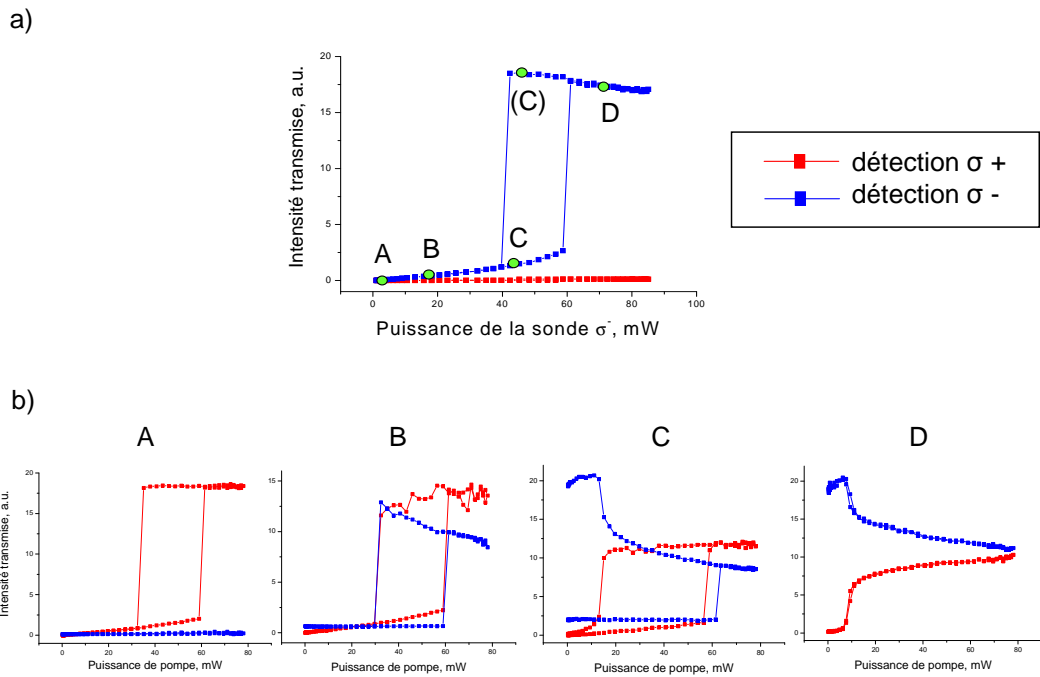 a)
Intensité transmise, a.u.
20
15
10
5
0
A
B
C
(C)
D
0 20 40 60 80 100
Puissance de la sonde σ-, mW
détection σ +
détection σ -
b)
A
B
C
D
Intensité transmise, a.u.
20
15
10
5
0
0 20 40 60 80
Puissance de pompe, mW
15
10
5
0
0 20 40 60 80
Puissance de pompe, mW
20
15
10
5
0
0 20 40 60 80
Puissance de pompe, mW
20
15
10
5
0
0 20 40 60 80
Puissance de pompe, mW